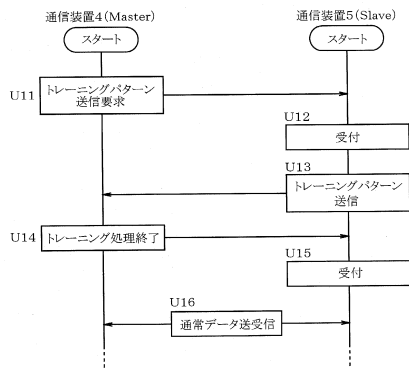 通信装置4(Master)
通信装置5(Slave)
スタート
スタート
U11
トレーニングパターン
送信要求
U12
受付
U13
トレーニングパターン
送信
U14
トレーニング処理終了
U15
受付
U16
通常データ送受信